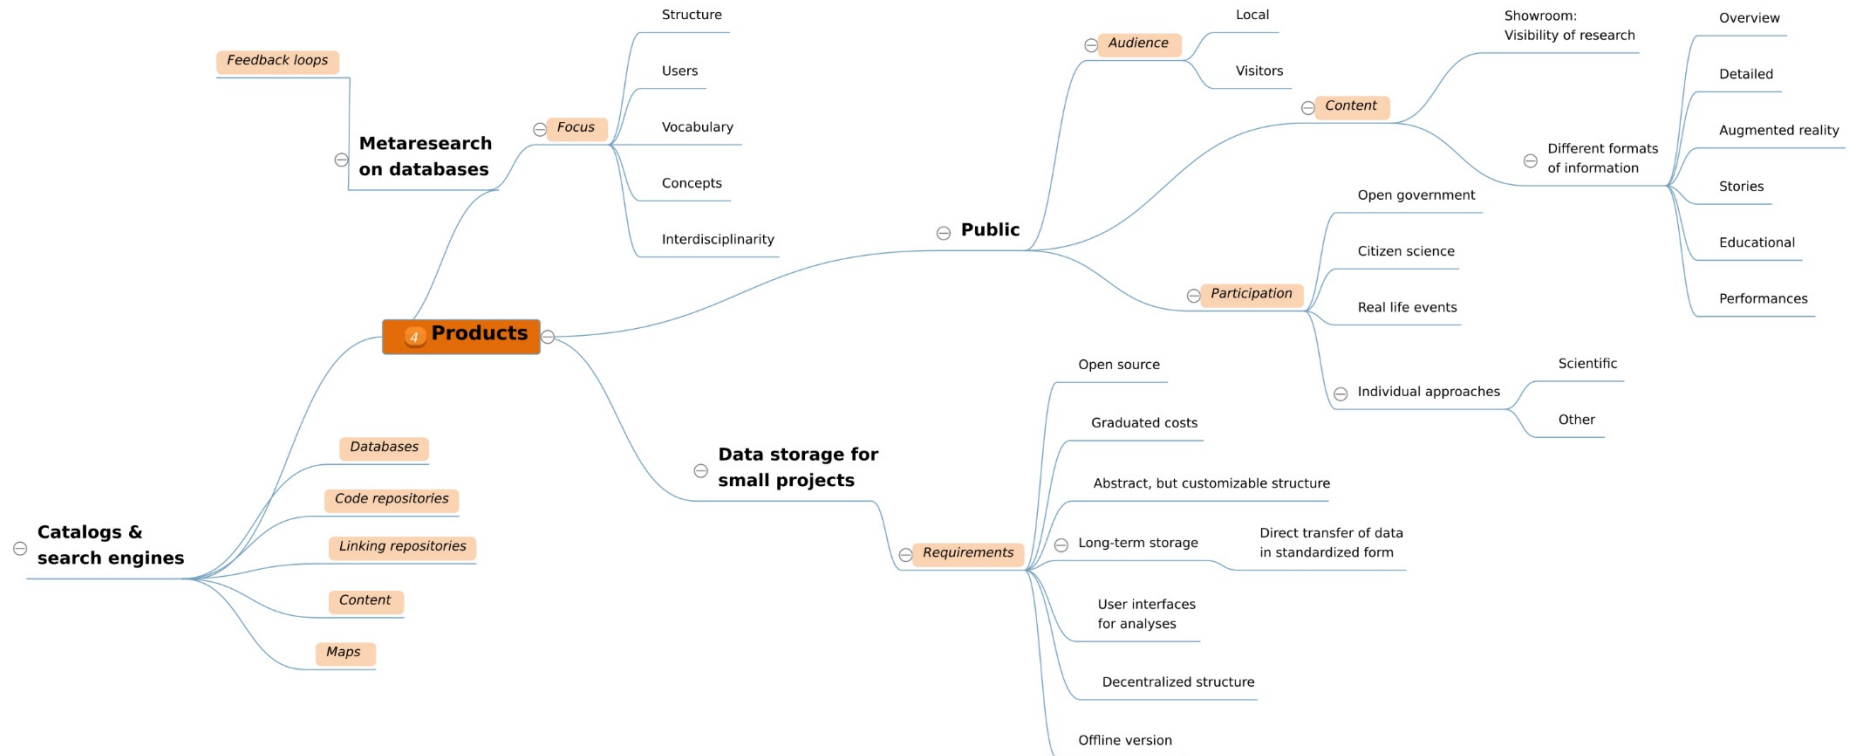 Feedback loops
Metaresearch
on databases
Focus
Structure
Users
Vocabulary
Concepts
Interdisciplinarity
4 Products
Public
Audience
Local
Visitors
Content
Showroom:
Visibility of research
Different formats
of information
Overview
Detailed
Augmented reality
Stories
Educational
Performances
Participation
Open government
Citizen science
Real life events
Individual approaches
Scientific
Other
Data storage for
small projects
Requirements
Open source
Graduated costs
Abstract, but customizable structure
Long-term storage
Direct transfer of data
in standardized form
User interfaces
for analyses
Decentralized structure
Offline version
Catalogs &
search engines
Databases
Code repositories
Linking repositories
Content
Maps